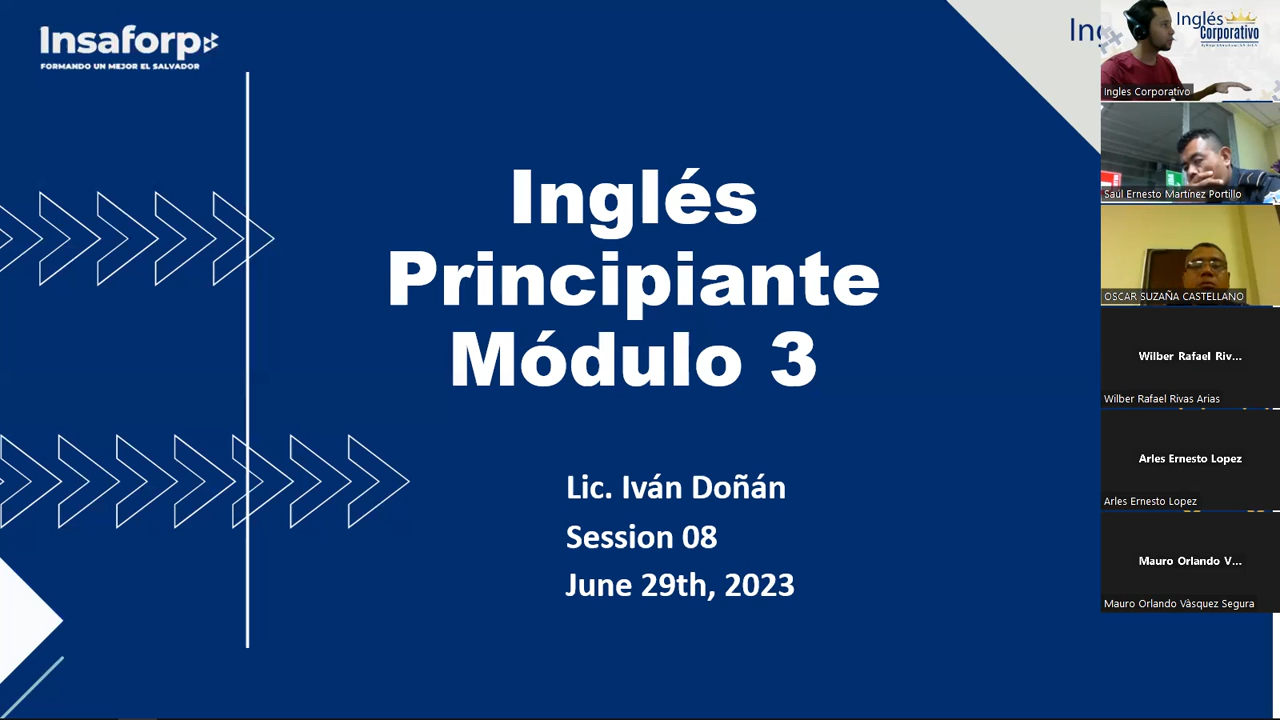 Insaforp
FORMANDO UN MEJOR EL SALVADOR
Inglés
Principiante
Módulo 3
Lic. Iván Doñán
Session 08
June 29th, 2023
Inglés
Corporativo
Ingles Corporativo
Saúl Ernesto Martínez Portillo
OSCAR SUZAÑA CASTELLANO
Wilber Rafael Riv...
Wilber Rafael Rivas Arias
Arles Ernesto Lopez
Arles Ernesto Lopez
Mauro Orlando V...
Mauro Orlando Vàsquez Segura